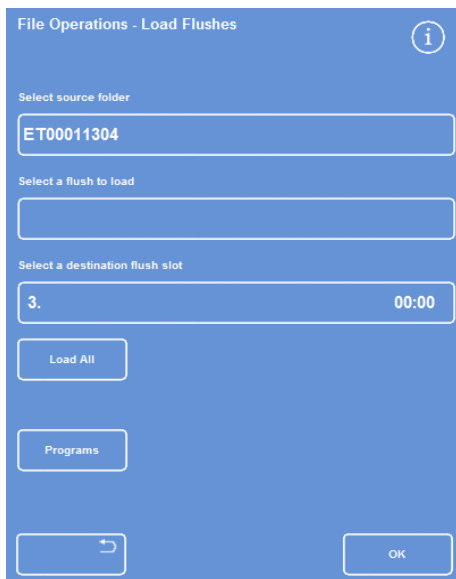 File Operations - Load Flushes
i
Select source folder
ET00011304
Select a flush to load
Select a destination flush slot
3. 00:00
Load All
Programs
OK